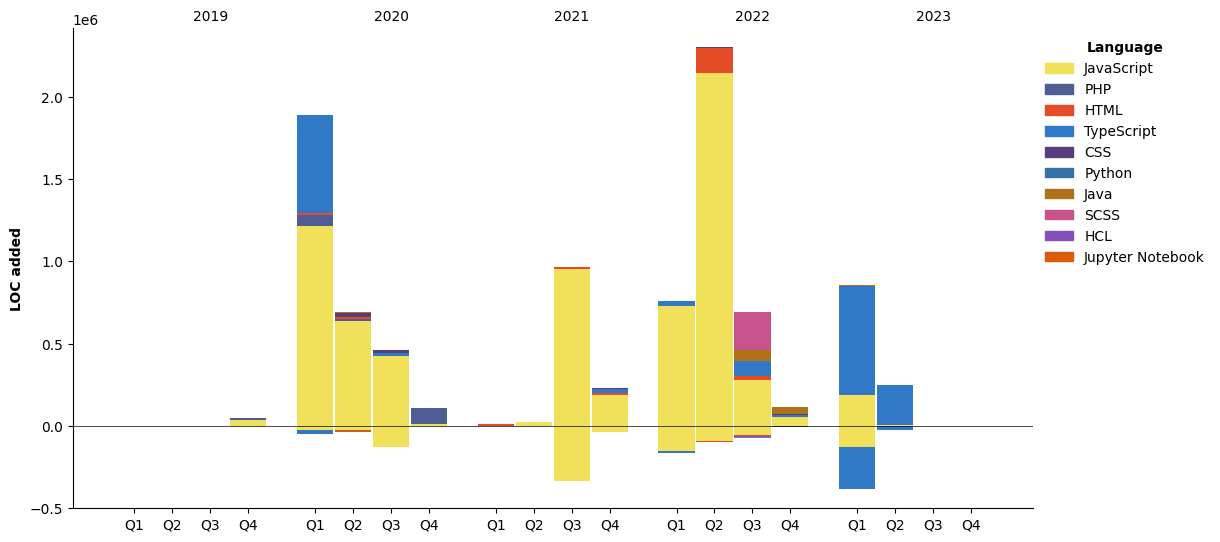 1e6
2019 2020 2021 2022 2023
LOC added
2.0
1.5
1.0
0.5
0.0
−0.5
Q1 Q2 Q3 Q4 Q1 Q2 Q3 Q4 Q1 Q2 Q3 Q4 Q1 Q2 Q3 Q4 Q1 Q2 Q3 Q4
Language
JavaScript
PHP
HTML
TypeScript
CSS
Python
Java
SCSS
HCL
Jupyter Notebook